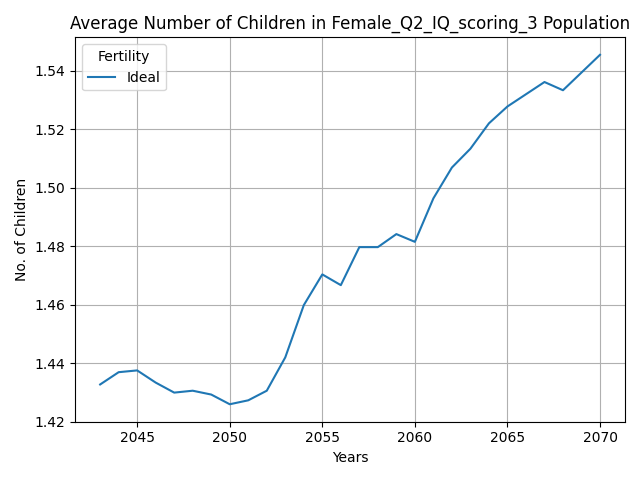 Average Number of Children in Female_Q2_IQ_scoring_3 Population
Fertility
Ideal
No. of Children
1.54
1.52
1.50
1.48
1.46
1.44
1.42
2045 2050 2055 2060 2065 2070
Years